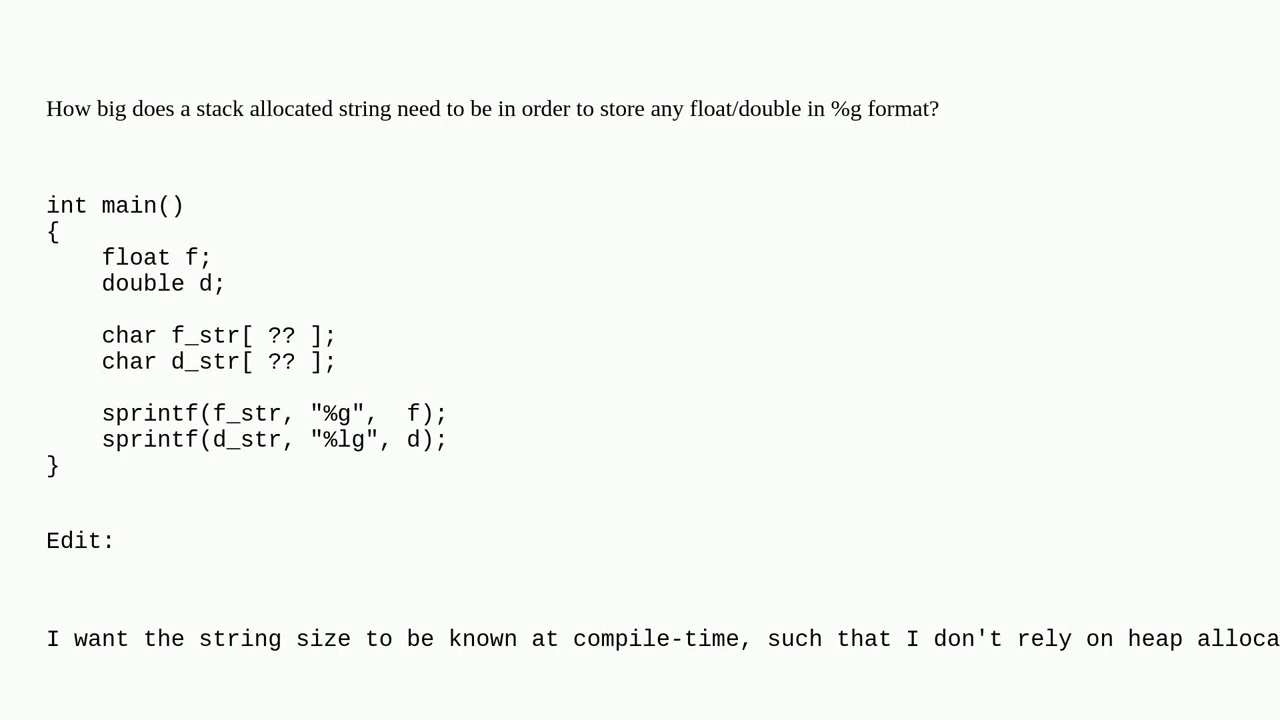 How big does a stack allocated string need to be in order to store any float/double in %g format?
int main()
{
    float f;
    double d;
    char f_str[ ?? ];
    char d_str[ ?? ];
    sprintf(f_str, "%g",  f);
    sprintf(d_str, "%lg", d);
}
Edit:
I want the string size to be known at compile-time, such that I don't rely on heap